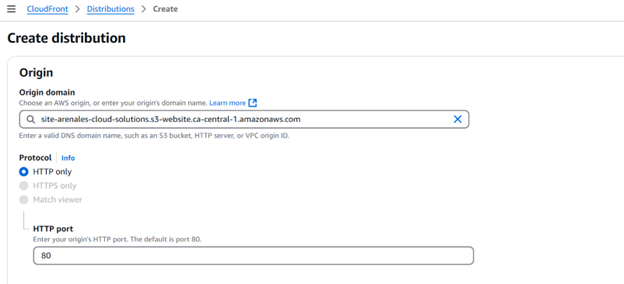 CloudFront > Distributions > Create
Create distribution
Origin
Origin domain
Choose an AWS origin, or enter your origin's domain name. Learn more
site-arenales-cloud-solutions.s3-website.ca-central-1.amazonaws.com
Enter a valid DNS domain name, such as an S3 bucket, HTTP server, or VPC origin ID.
Protocol | Info
HTTP only
HTTPS only
Match viewer
HTTP port
Enter your origin's HTTP port. The default is port 80.
80